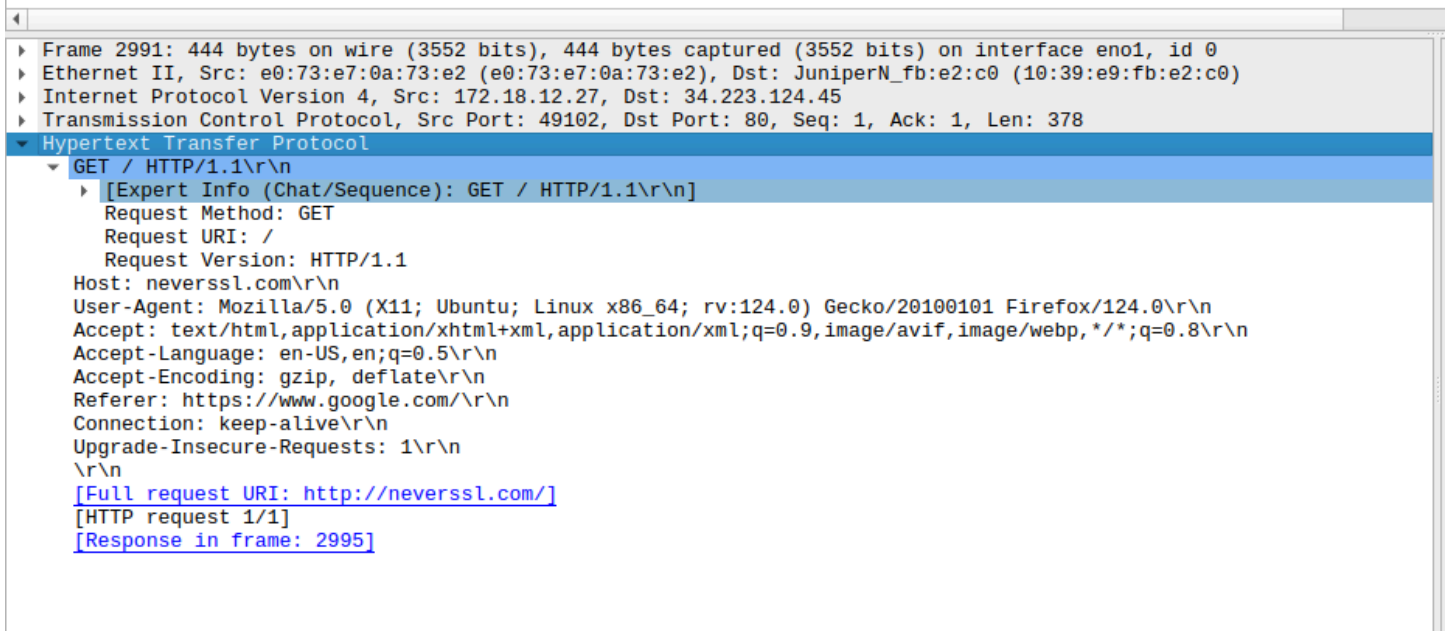 Frame 2991: 444 bytes on wire (3552 bits), 444 bytes captured (3552 bits) on interface eno1, id 0
Ethernet II, Src: e0:73:e7:0a:73:e2 (e0:73:e7:0a:73:e2), Dst: JuniperN_fb:e2:c0 (10:39:e9:fb:e2:c0)
Internet Protocol Version 4, Src: 172.18.12.27, Dst: 34.223.124.45
Transmission Control Protocol, Src Port: 49102, Dst Port: 80, Seq: 1, Ack: 1, Len: 378
Hypertext Transfer Protocol
GET / HTTP/1.1\r\n
[Expert Info (Chat/Sequence): GET / HTTP/1.1\r\n]
Request Method: GET
Request URI: /
Request Version: HTTP/1.1
Host: neverssl.com\r\n
User-Agent: Mozilla/5.0 (X11; Ubuntu; Linux x86_64; rv:124.0) Gecko/20100101 Firefox/124.0\r\n
Accept: text/html,application/xhtml+xml,application/xml;q=0.9,image/avif,image/webp,*/*;q=0.8\r\n
Accept-Language: en-US,en;q=0.5\r\n
Accept-Encoding: gzip, deflate\r\n
Referer: https://www.google.com/\r\n
Connection: keep-alive\r\n
Upgrade-Insecure-Requests: 1\r\n
\r\n
[Full request URI: http://neverssl.com/]
[HTTP request 1/1]
[Response in frame: 2995]